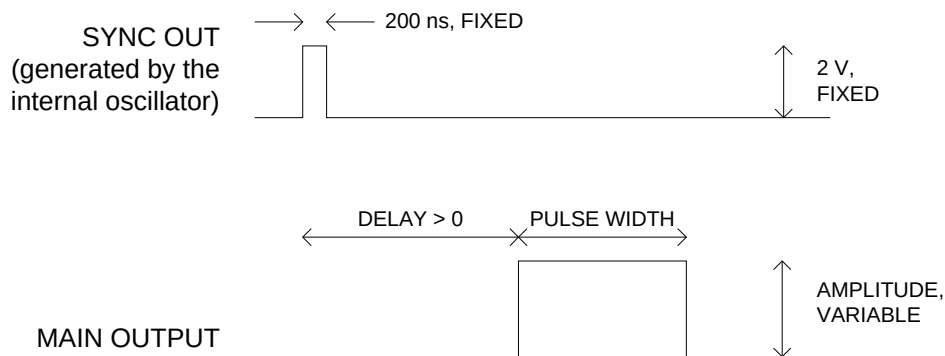 SYNC OUT
(generated by the
internal oscillator)
200 ns, FIXED
2 V,
FIXED
DELAY > 0
PULSE WIDTH
AMPLITUDE,
VARIABLE
MAIN OUTPUT